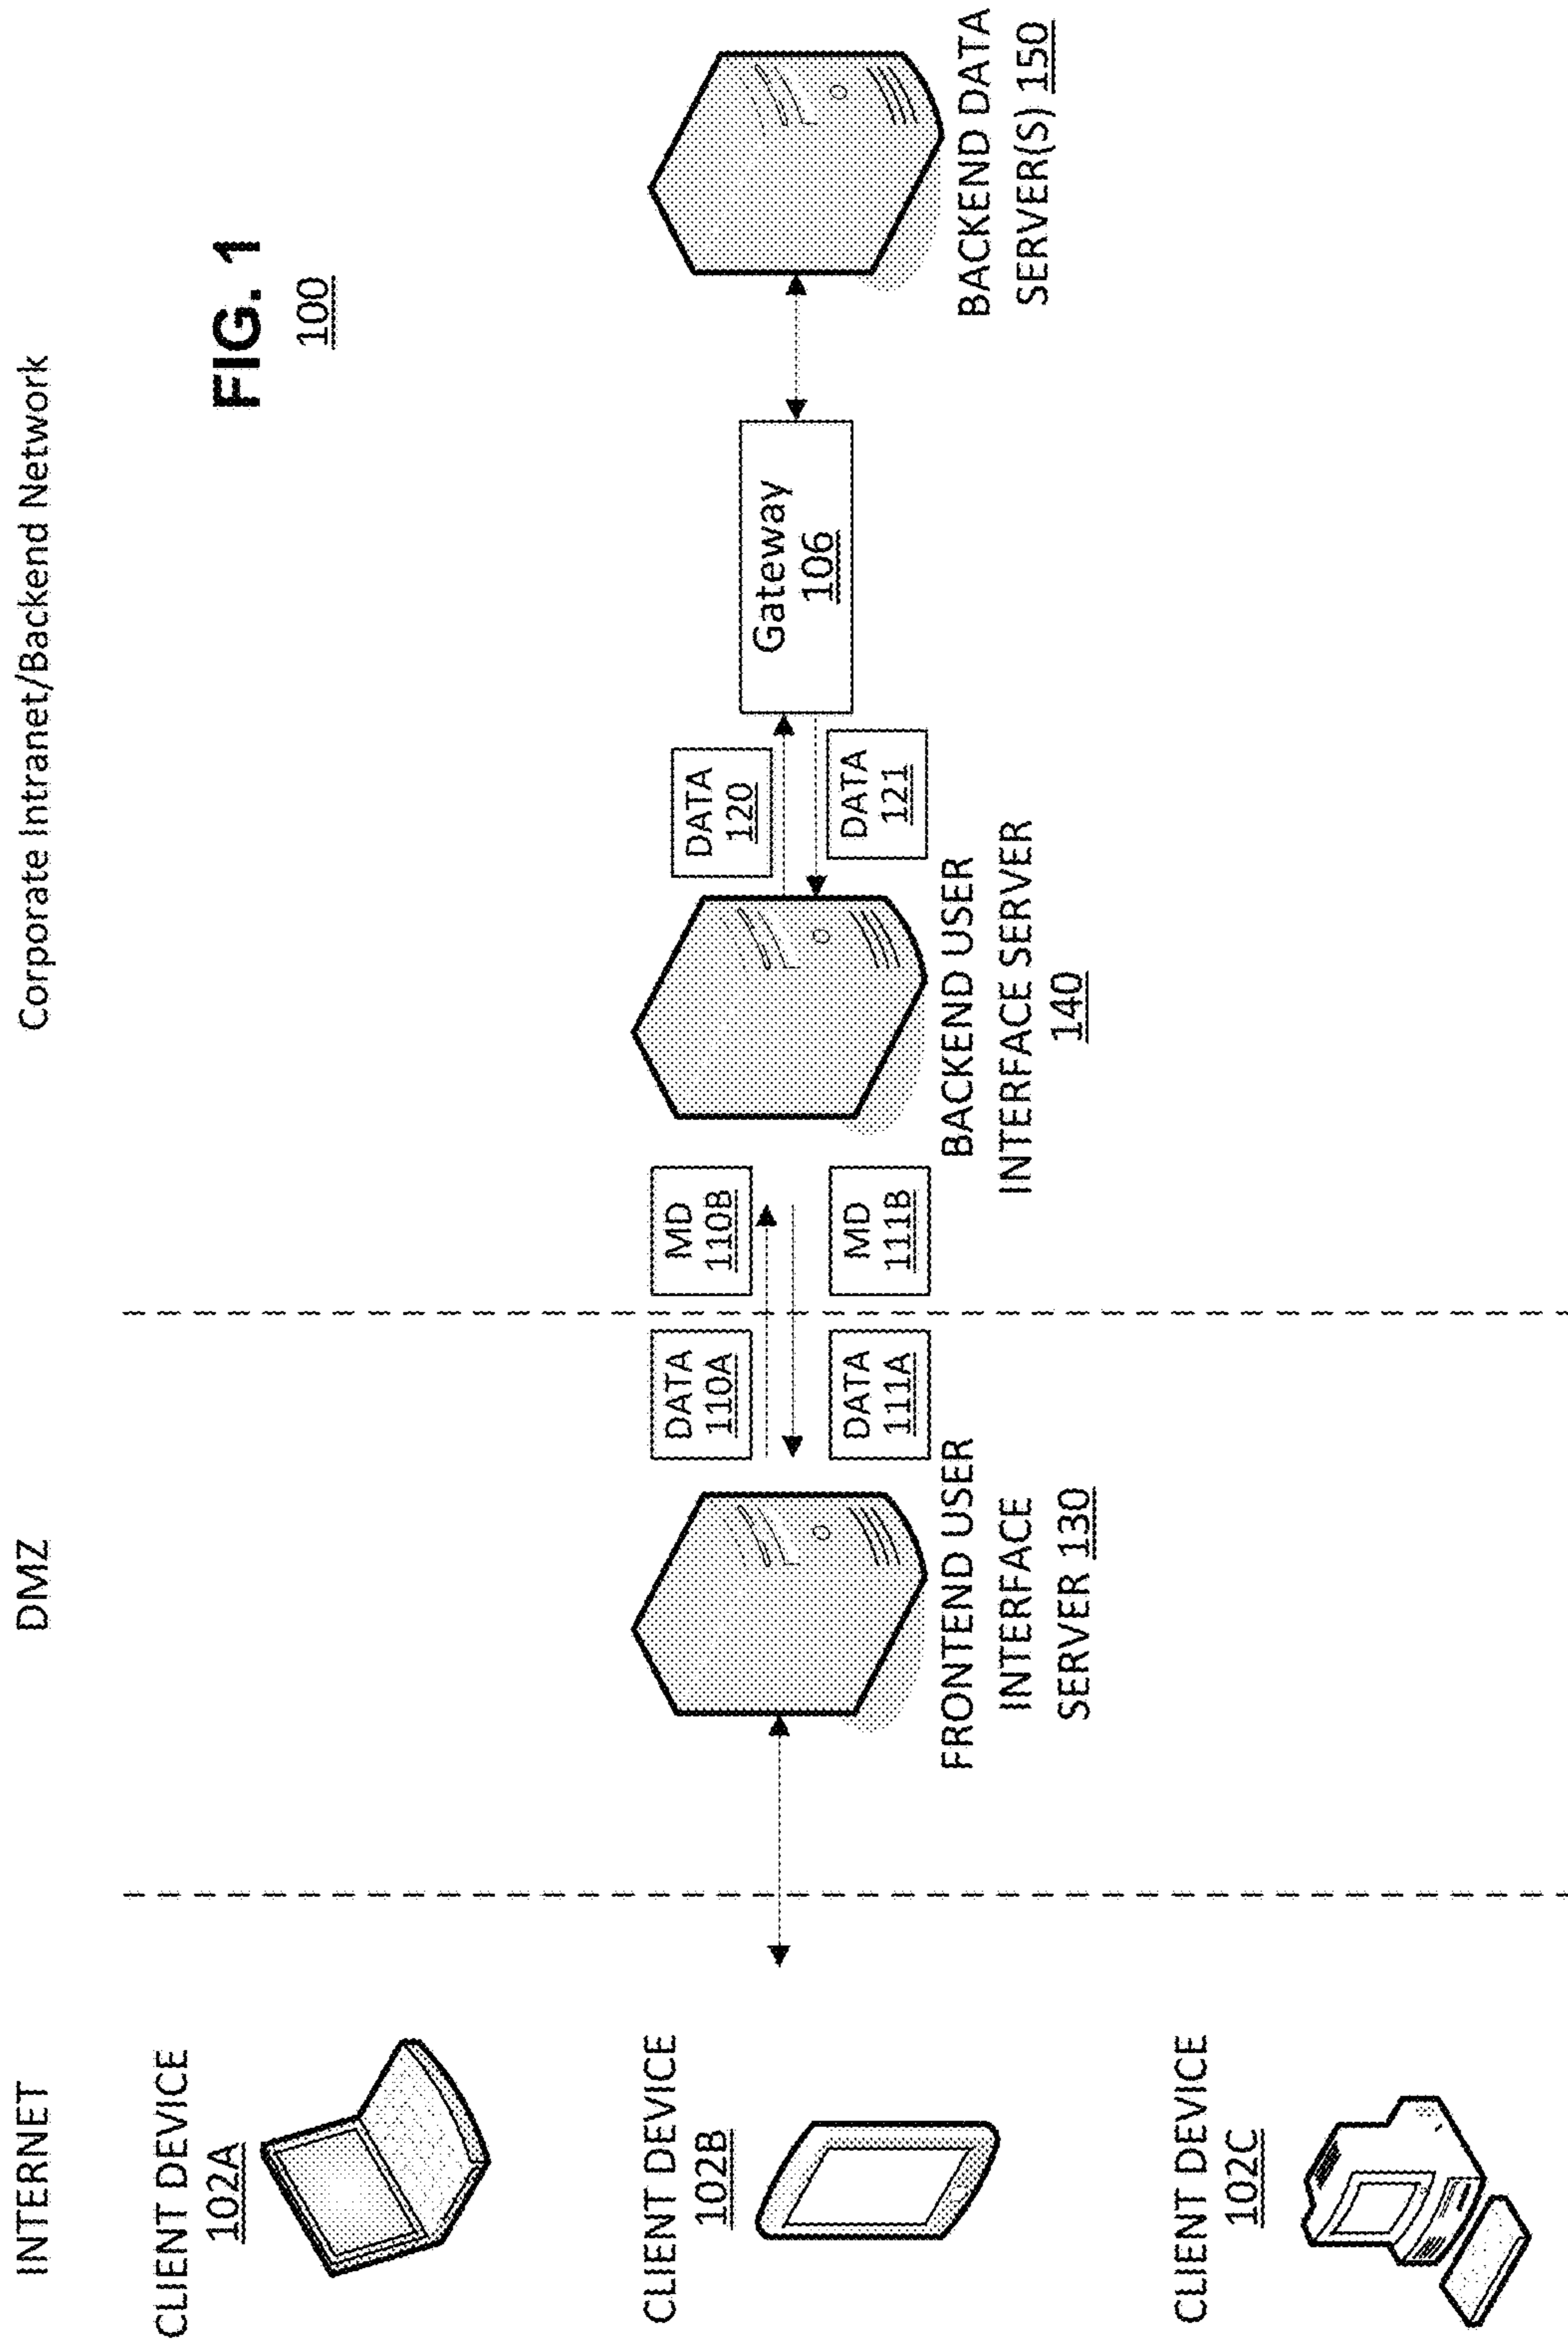 INTERNET
DMZ
Corporate Intranet/Backend Network
FIG. 1
100
CLIENT DEVICE
102A
CLIENT DEVICE
102B
CLIENT DEVICE
102C
FRONTEND USER
INTERFACE
SERVER 130
DATA
110A
MD
110B
DATA
111A
MD
111B
BACKEND USER
INTERFACE SERVER
140
DATA
120
DATA
121
Gateway
106
BACKEND DATA
SERVER(S) 150